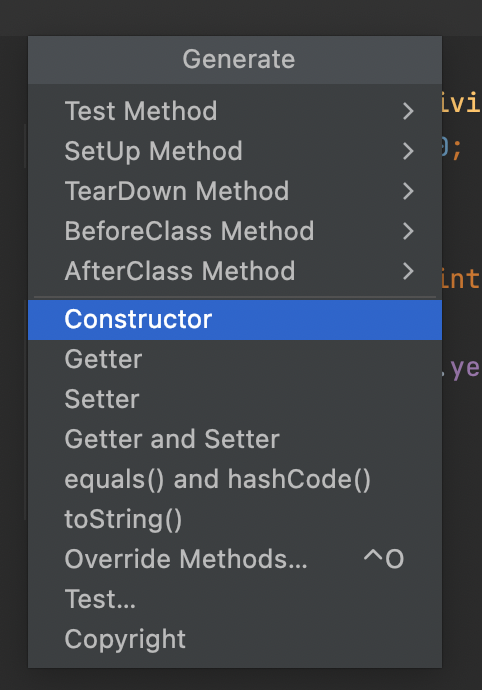 Generate
Test Method >
ivi
SetUp Method >
0;
TearDown Method >
BeforeClass Method >
AfterClass Method >
int
Constructor
Getter
.ye
Setter
Getter and Setter
equals() and hashCode()
toString()
Override Methods... ^O
Test...
Copyright